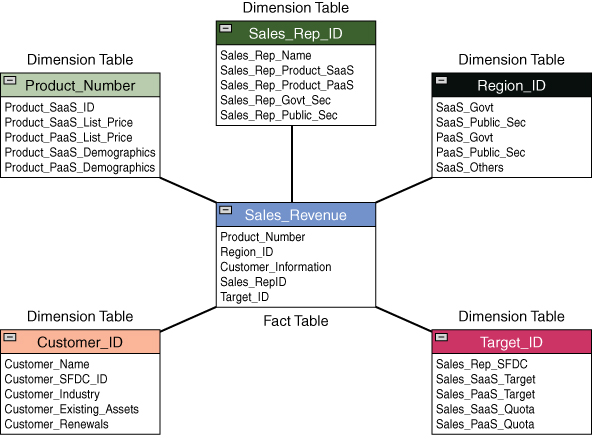 Dimension Table
Sales_Rep_ID
Sales_Rep_Name
Sales_Rep_Product_SaaS
Sales_Rep_Product_PaaS
Sales_Rep_Govt_Sec
Sales_Rep_Public_Sec
Dimension Table
Product_Number
Product_SaaS_ID
Product_SaaS_List_Price
Product_PaaS_List_Price
Product_SaaS_Demographics
Product_PaaS_Demographics
Dimension Table
Region_ID
SaaS_Govt
SaaS_Public_Sec
PaaS_Govt
PaaS_Public_Sec
SaaS_Others
Sales_Revenue
Product_Number
Region_ID
Customer_Information
Sales_RepID
Target_ID
Fact Table
Dimension Table
Customer_ID
Customer_Name
Customer_SFDC_ID
Customer_Industry
Customer_Existing_Assets
Customer_Renewals
Dimension Table
Target_ID
Sales_Rep_SFDC
Sales_SaaS_Target
Sales_PaaS_Target
Sales_SaaS_Quota
Sales_PaaS_Quota